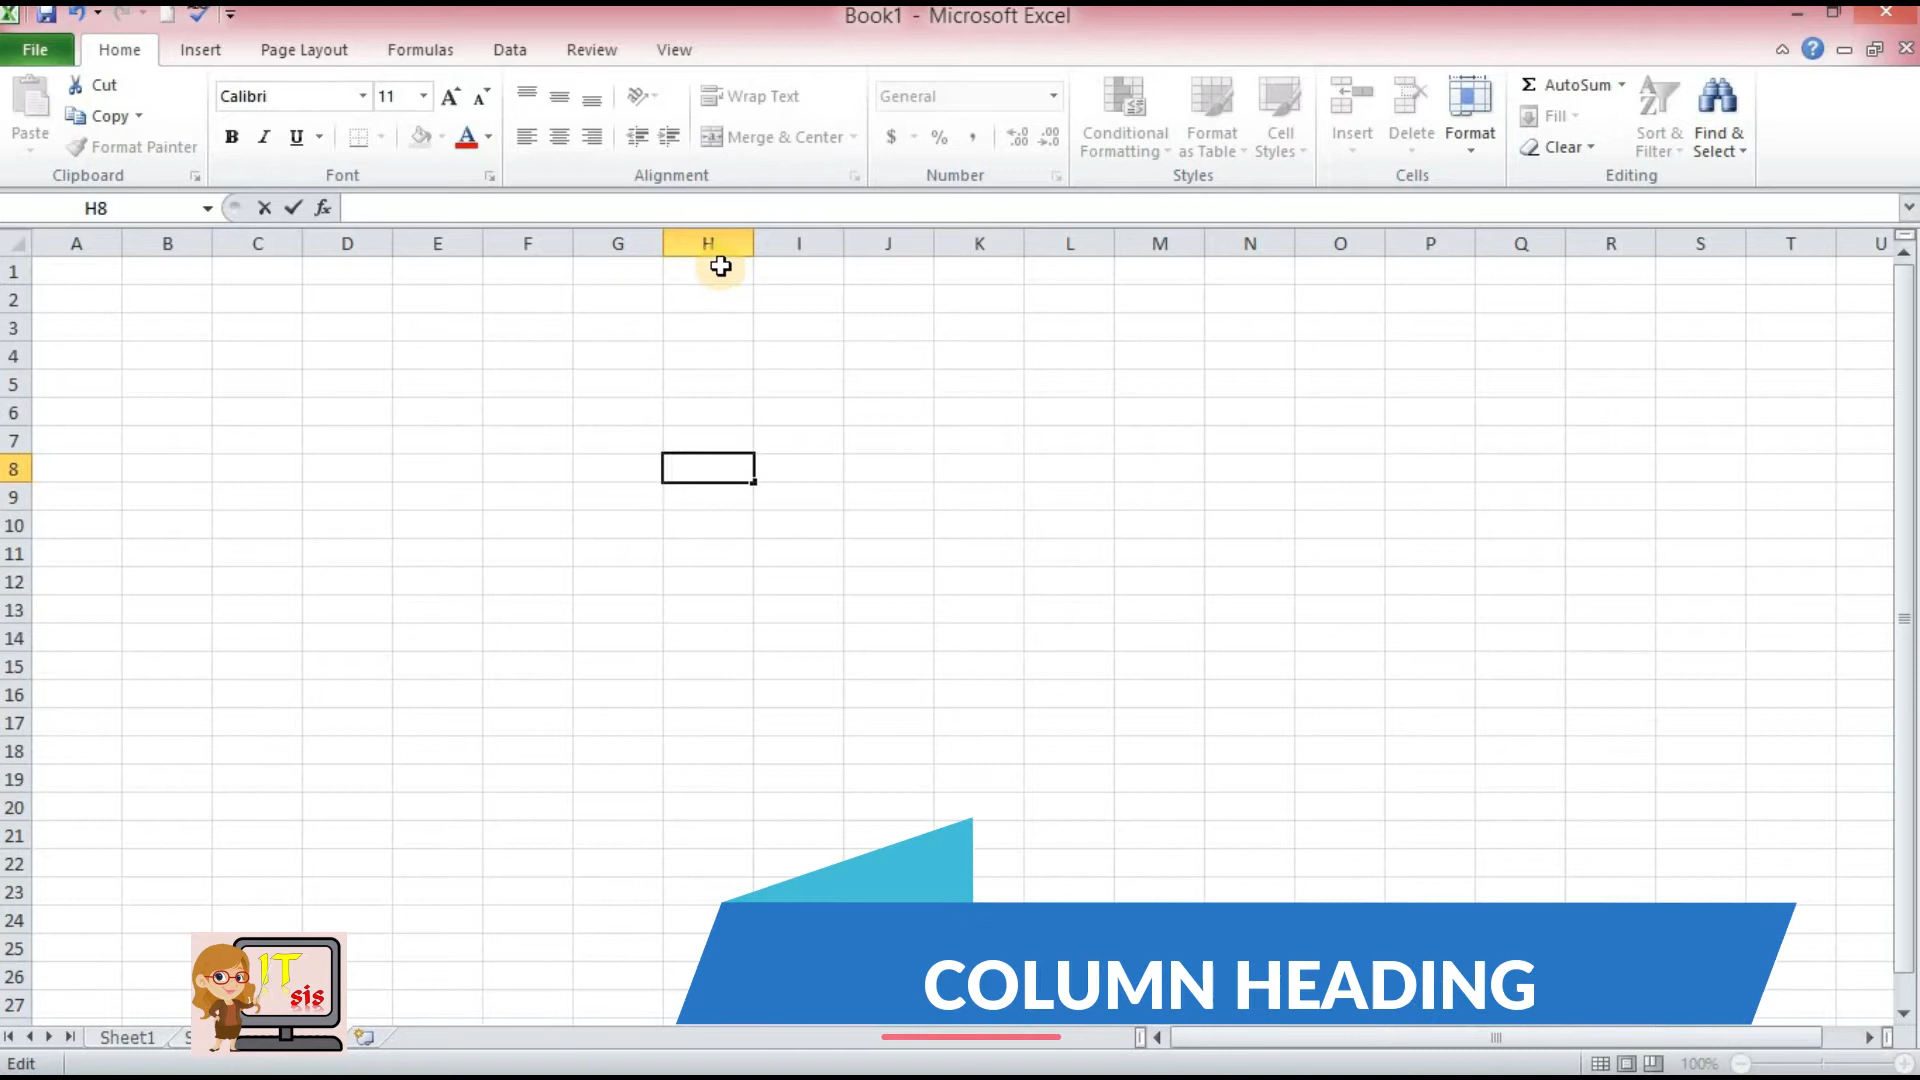 Book1 - Microsoft Excel
File Home Insert Page Layout Formulas Data Review View
Paste
Cut
Copy
Format Painter
Clipboard
Calibri 11
B I U A
Font
Wrap Text
Merge & Center
Alignment
General
$ % , .00 .00
Number
Conditional Formatting
Format as Table
Cell Styles
Styles
Insert Delete Format
Cells
Σ AutoSum
Fill
Clear
Sort & Filter
Find & Select
Editing
H8 fx
A B C D E F G H I J K L M N O P Q R S T U
1
2
3
4
5
6
7
8
9
10
11
12
13
14
15
16
17
18
19
20
21
22
23
24
25
26
27
IT
sis
COLUMN HEADING
Sheet1
Edit
100%